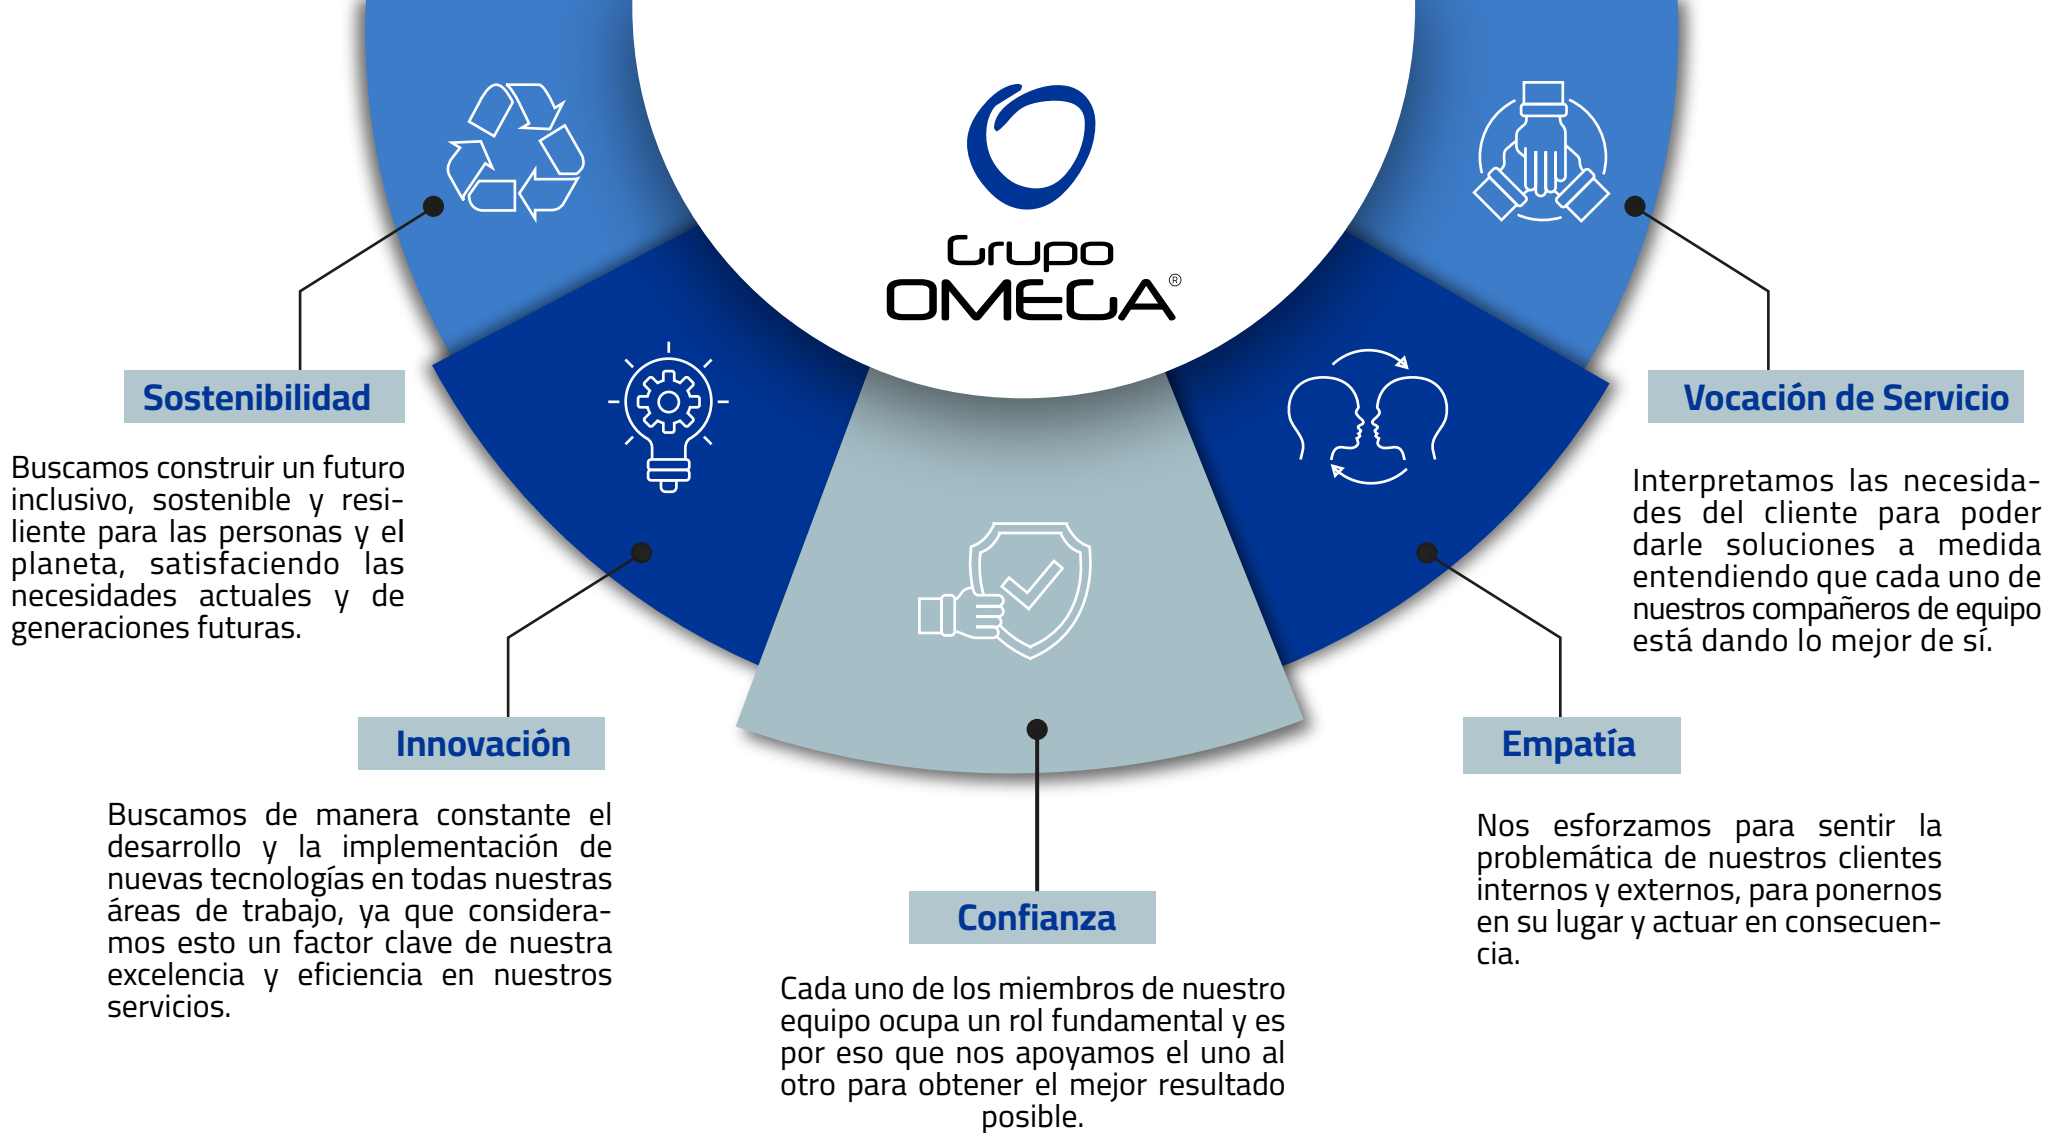 Grupo
OMEGA®
Sostenibilidad
Buscamos construir un futuro
inclusivo, sostenible y resi-
liente para las personas y el
planeta, satisfaciendo las
necesidades actuales y de
generaciones futuras.
Innovación
Buscamos de manera constante el
desarrollo y la implementación de
nuevas tecnologías en todas nuestras
áreas de trabajo, ya que considera-
mos esto un factor clave de nuestra
excelencia y eficiencia en nuestros
servicios.
Confianza
Cada uno de los miembros de nuestro
equipo ocupa un rol fundamental y es
por eso que nos apoyamos el uno al
otro para obtener el mejor resultado
posible.
Empatía
Nos esforzamos para sentir la
problemática de nuestros clientes
internos y externos, para ponernos
en su lugar y actuar en consecuen-
cia.
Vocación de Servicio
Interpretamos las necesida-
des del cliente para poder
darle soluciones a medida
entendiendo que cada uno de
nuestros compañeros de equipo
está dando lo mejor de sí.